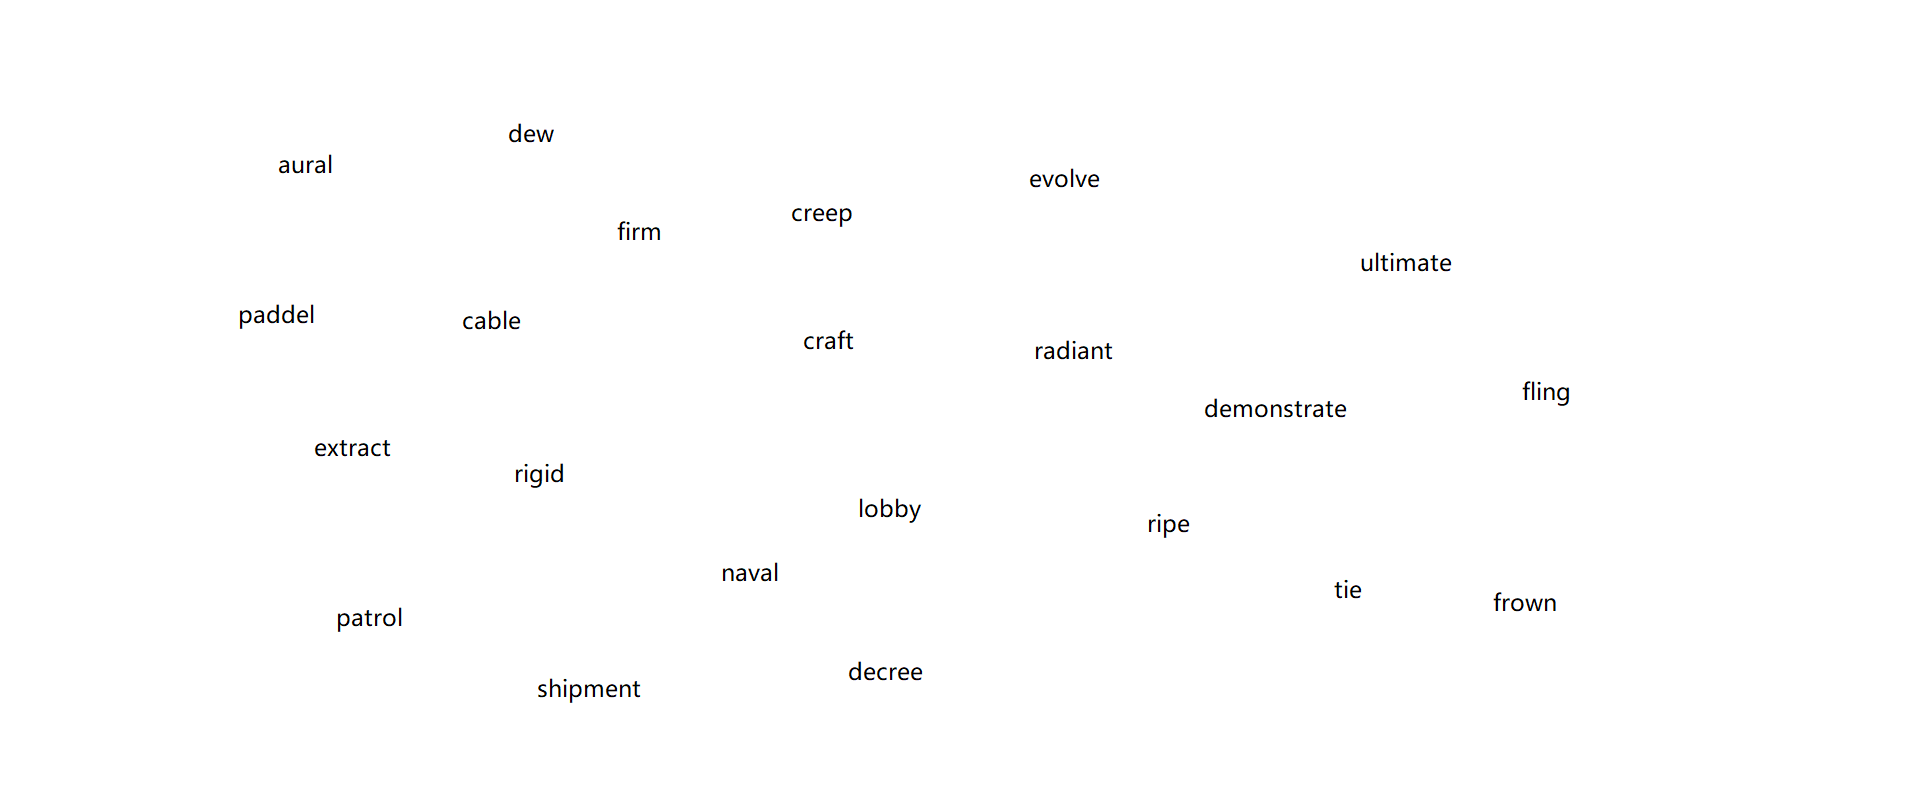 dew
aural
evolve
creep
firm
ultimate
paddel
cable
craft
radiant
fling
demonstrate
extract
rigid
lobby
ripe
naval
tie
frown
patrol
decree
shipment